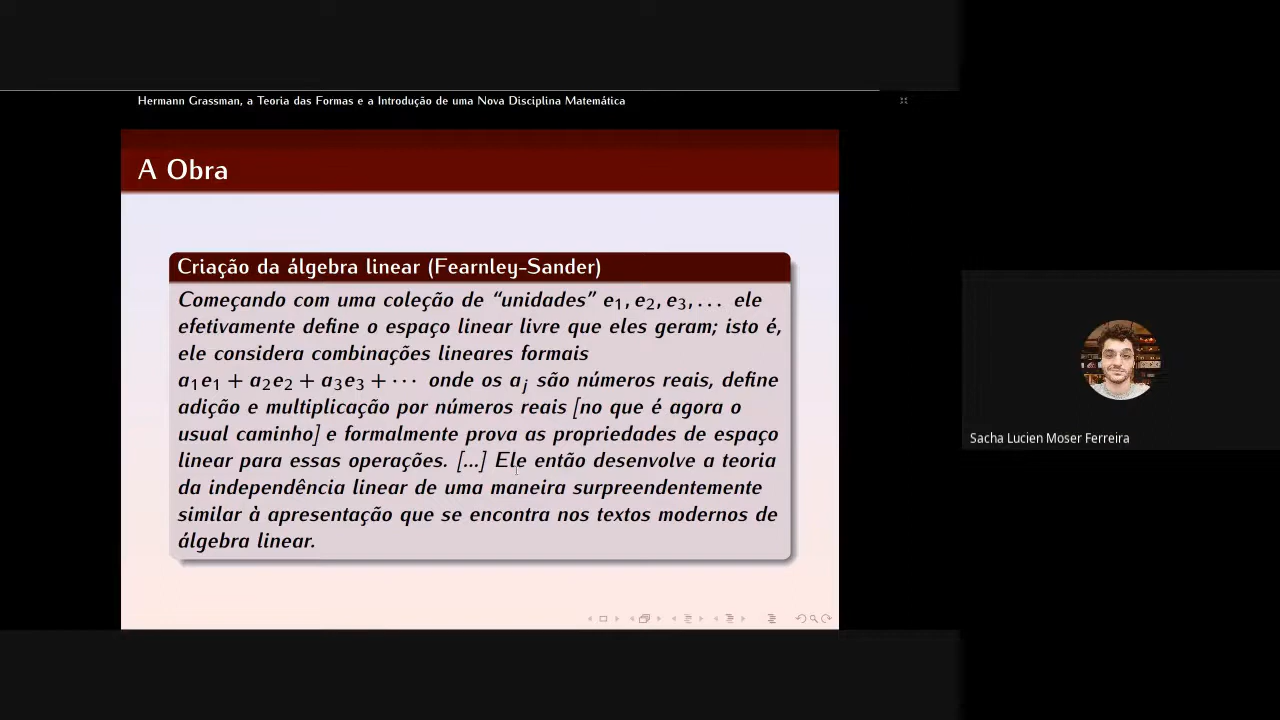 Hermann Grassman, a Teoria das Formas e a Introdução de uma Nova Disciplina Matemática
A Obra
Criação da álgebra linear (Fearnley-Sander)
Começando com uma coleção de “unidades” e₁, e₂, e₃, . . . ele
efetivamente define o espaço linear livre que eles geram; isto é,
ele considera combinações lineares formais
a₁e₁ + a₂e₂ + a₃e₃ + · · · onde os aⱼ são números reais, define
adição e multiplicação por números reais [no que é agora o
usual caminho] e formalmente prova as propriedades de espaço
linear para essas operações. [...] Ele então desenvolve a teoria
da independência linear de uma maneira surpreendentemente
similar à apresentação que se encontra nos textos modernos de
álgebra linear.
Sacha Lucien Moser Ferreira